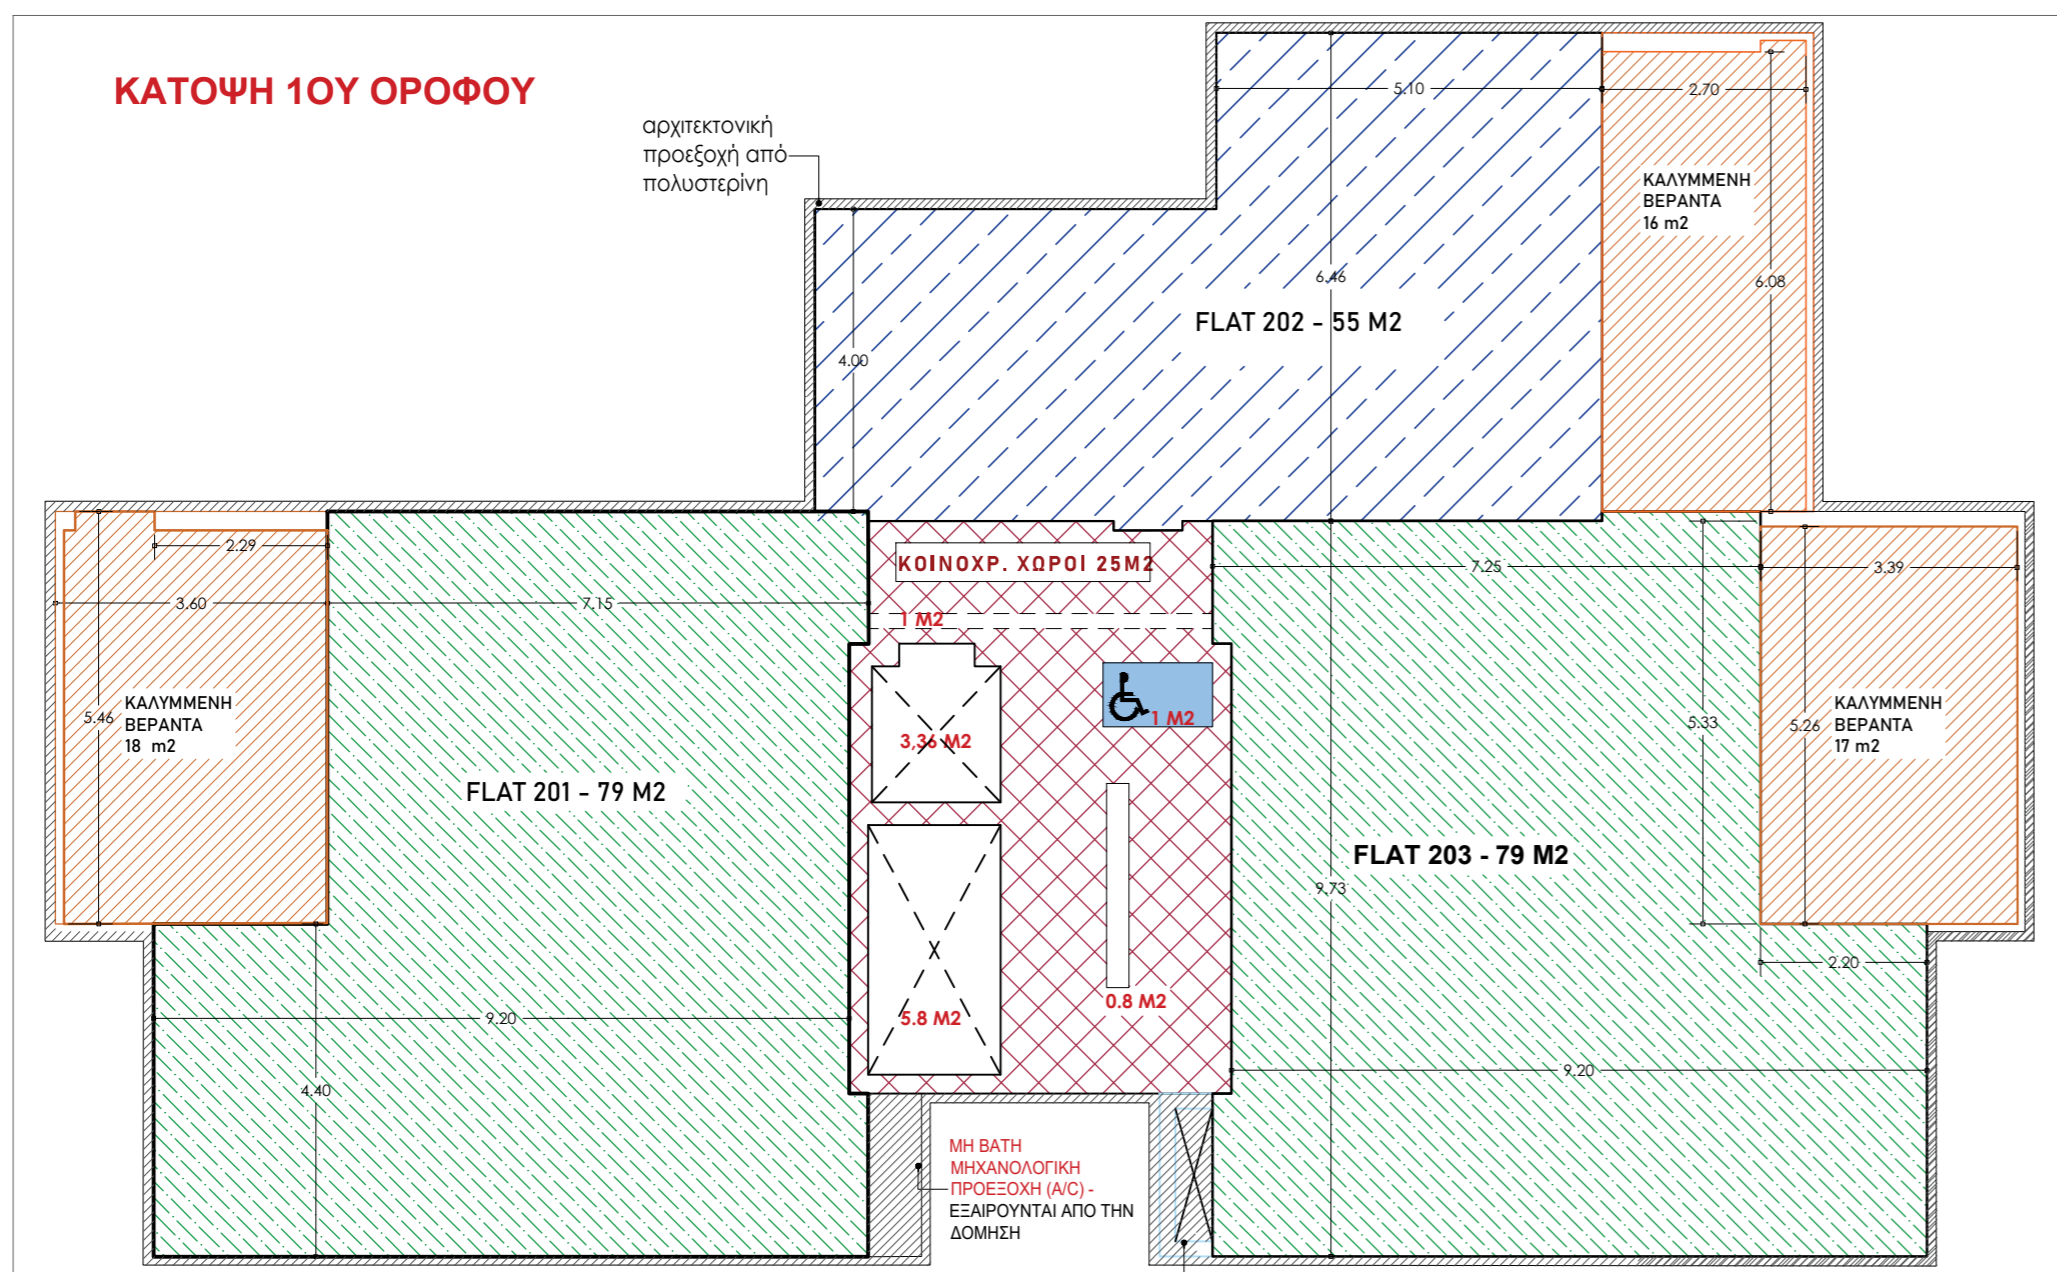 ΚΑΤΟΨΗ 1ΟΥ ΟΡΟΦΟΥ
αρχιτεκτονική
προεξοχή από
πολυστερίνη
5.10
2.70
ΚΑΛΥΜΜΕΝΗ
ΒΕΡΑΝΤΑ
16 m2
6.46
6.08
FLAT 202 - 55 M2
4.00
2.29
3.60
7.15
ΚΟΙΝΟΧΡ. ΧΩΡΟΙ 25Μ2
7.25
3.39
1 M2
5.46
ΚΑΛΥΜΜΕΝΗ
ΒΕΡΑΝΤΑ
18 m2
3,36 M2
1 M2
5.33
5.26
ΚΑΛΥΜΜΕΝΗ
ΒΕΡΑΝΤΑ
17 m2
FLAT 201 - 79 M2
FLAT 203 - 79 M2
9.73
2.20
9.20
5.8 M2
0.8 M2
4.40
9.20
ΜΗ ΒΑΤΗ
ΜΗΧΑΝΟΛΟΓΙΚΗ
ΠΡΟΕΞΟΧΗ (A/C) -
ΕΞΑΙΡΟΥΝΤΑΙ ΑΠΟ ΤΗΝ
ΔΟΜΗΣΗ